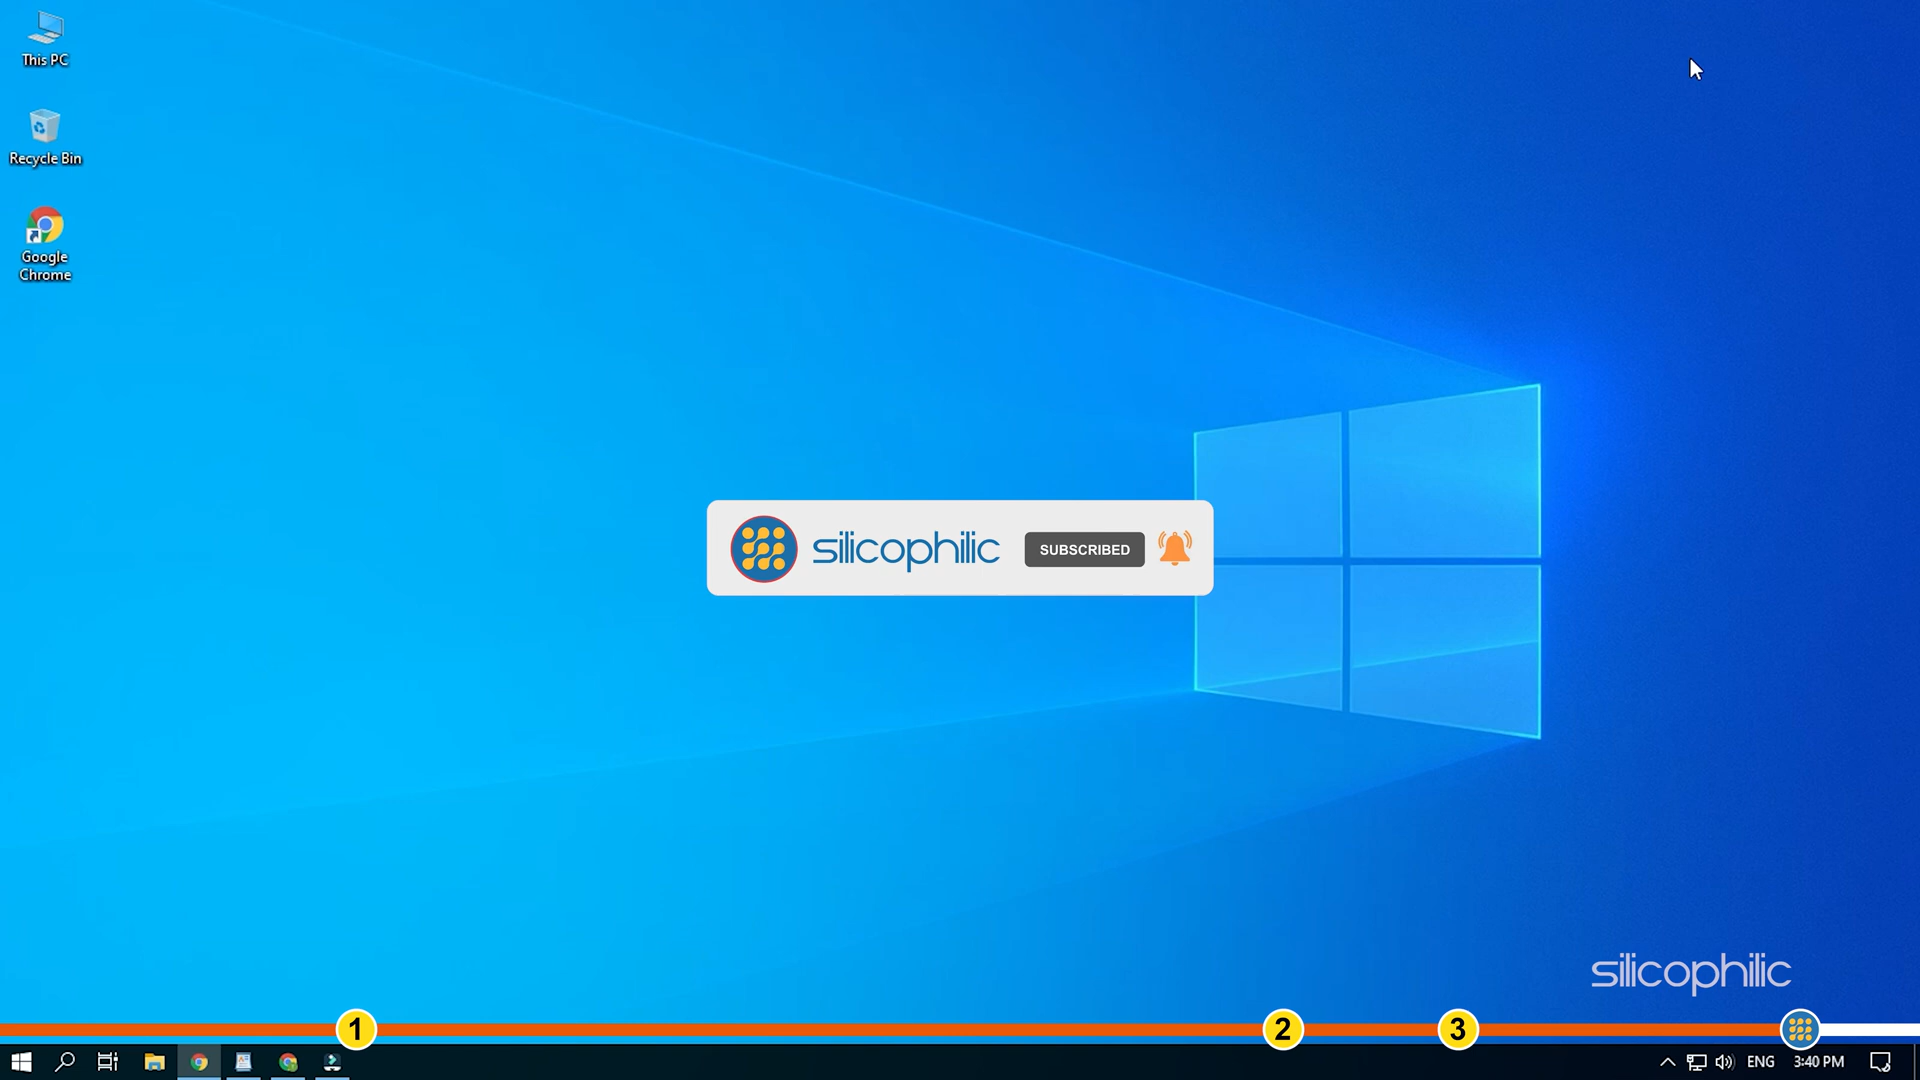 This PC
Recycle Bin
Google
Chrome
silicophilic
SUBSCRIBED
silicophilic
1
2
3
ENG
3:40 PM